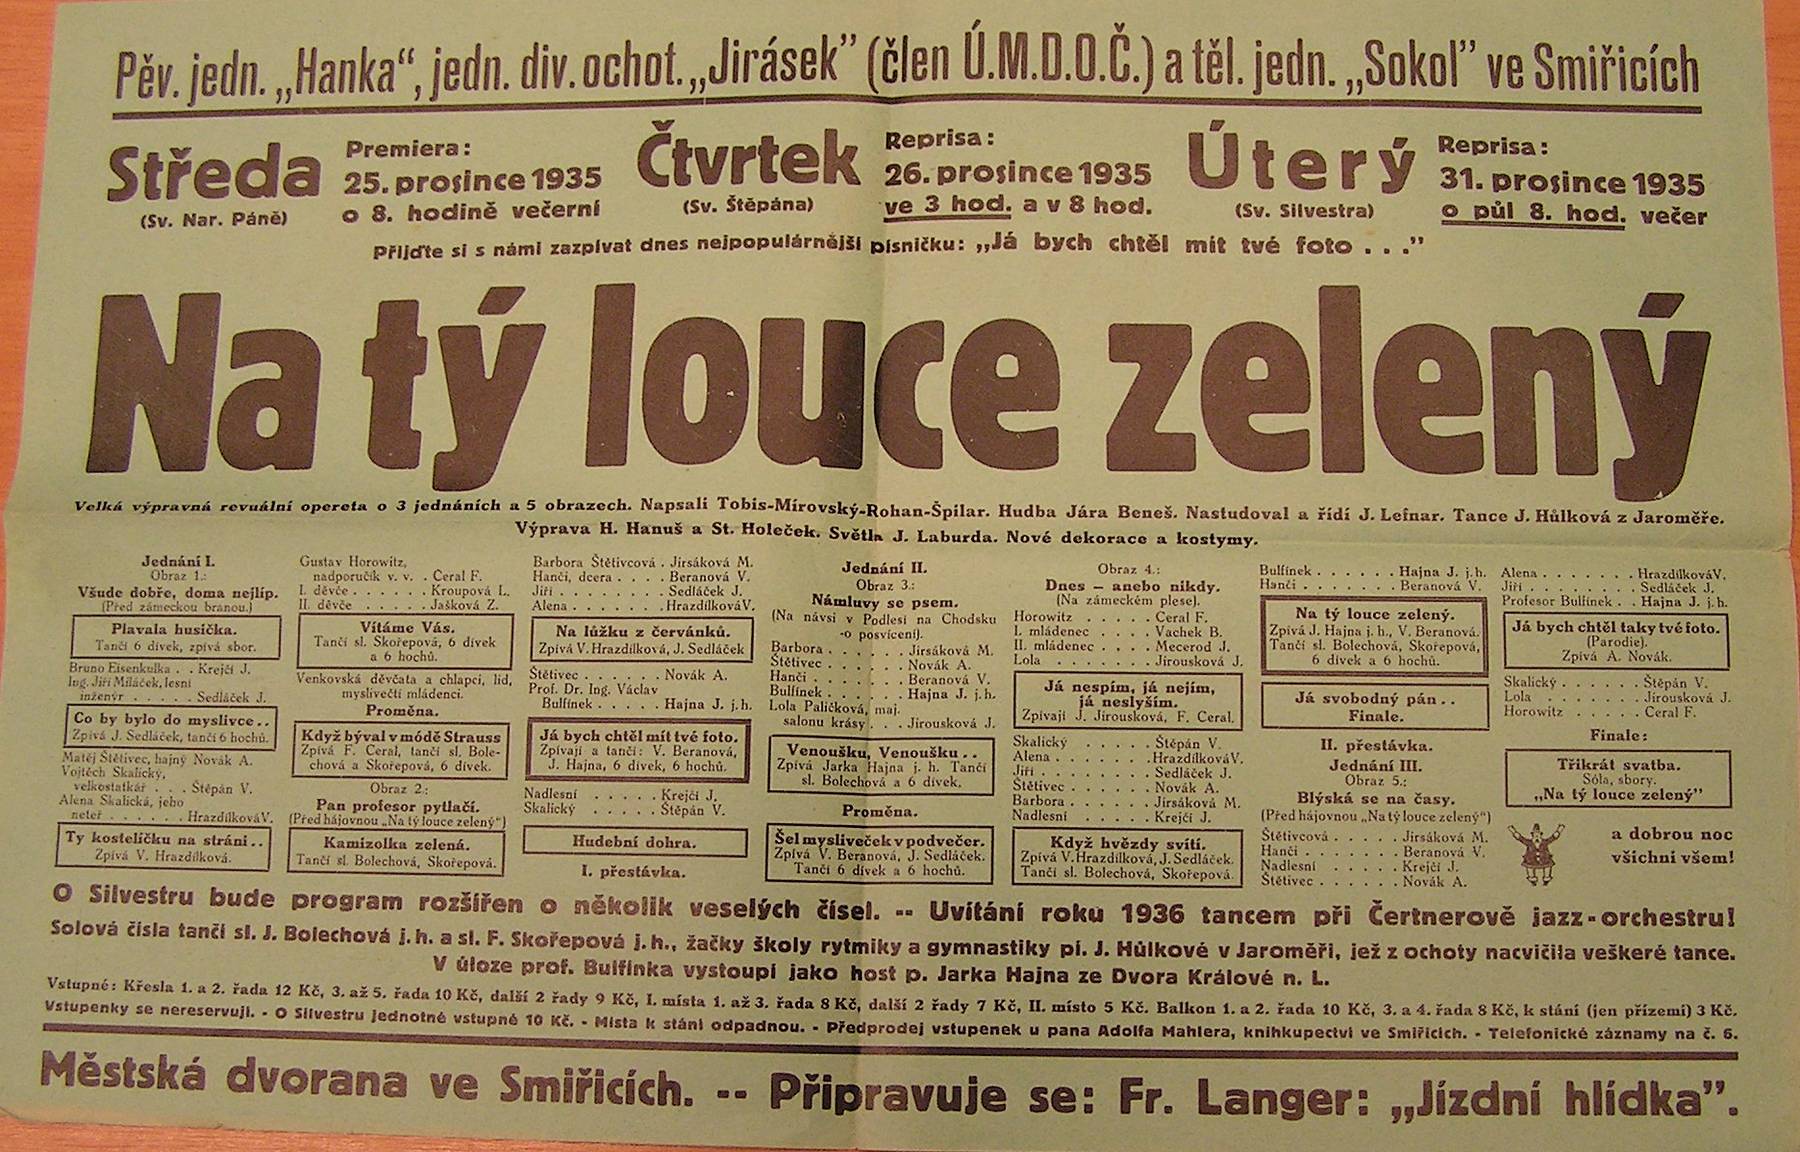 Pěv. jedn. „Hanka“, jedn. div. ochot. „Jirásek” (člen Ú.M.D.O.Č.) a těl. jedn. „Sokol” ve Smiřicích
Středa
(Sv. Nar. Páně)
Premiera:
25. prosince 1935
o 8. hodině večerní
Čtvrtek
(Sv. Štěpána)
Reprisa:
26. prosince 1935
ve 3 hod. a v 8 hod.
Úterý
(Sv. Silvestra)
Reprisa:
31. prosince 1935
o půl 8. hod. večer
Přijďte si s námi zazpívat dnes nejpopulárnější písničku: „Já bych chtěl mít tvé foto . . .”
Na tý louce zelený
Velká výpravná revuální opereta o 3 jednáních a 5 obrazech. Napsali Tobis-Mírovský-Rohan-Špilar. Hudba Jára Beneš. Nastudoval a řídí J. Lefnar. Tance J. Hůlková z Jaroměře.
Výprava H. Hanuš a St. Holeček. Světla J. Laburda. Nové dekorace a kostymy.
Jednání I.
Obraz 1.:
Všude dobře, doma nejlíp.
(Před zámeckou branou.)
Plavala husička.
Tančí 6 dívek, zpívá sbor.
Bruno Eisenkulka . . Krejčí J.
Ing. Jiří Miláček, lesní
inženýr . . . . . Sedláček J.
Co by bylo do myslivce . .
Zpívá J. Sedláček, tančí 6 hochů.
Matěj Štětivec, hajný Novák A.
Vojtěch Skalický,
velkostatkář . . . Štěpán V.
Alena Skalická, jeho
neteř . . . . . . HrazdílkováV.
Ty kostelíčku na stráni . .
Zpívá V. Hrazdílková.
Gustav Horowitz,
nadporučík v. v. . Ceral F.
I. děvče . . . . . Kroupová L.
II. děvče . . . . . Jašková Z.
Vítáme Vás.
Tančí sl. Skořepová, 6 dívek
a 6 hochů.
Venkovská děvčata a chlapci, lid,
myslivečtí mládenci.
Proměna.
Když býval v módě Strauss
Zpívá F. Ceral, tančí sl. Bole-
chová a Skořepová, 6 dívek.
Obraz 2.:
Pan profesor pytlačí.
(Před hájovnou „Na tý louce zelený“)
Kamizolka zelená.
Tančí sl. Bolechová, Skořepová.
Barbora Štětivcová . Jirsáková M.
Hančí, dcera . . . . Beranová V.
Jiří . . . . . . . Sedláček J.
Alena . . . . . . . HrazdílkováV.
Na lůžku z červánků.
Zpívá V. Hrazdílková, J. Sedláček
Štětivec . . . . . . Novák A.
Prof. Dr. Ing. Václav
Bulfínek . . . . . Hajna J. j. h.
Já bych chtěl mít tvé foto.
Zpívají a tančí: V. Beranová,
J. Hajna, 6 dívek, 6 hochů.
Nadlesní . . . . . Krejčí J.
Skalický . . . . . Štěpán V.
Hudební dohra.
I. přestávka.
Jednání II.
Obraz 3.:
Námluvy se psem.
(Na návsi v Podlesí na Chodsku
o posvícení).
Barbora . . . . . . Jirsáková M.
Štětivec . . . . . . Novák A.
Hančí . . . . . . . Beranová V.
Bulfínek . . . . . . Hajna J. j. h.
Lola Paličková, maj.
salonu krásy . . . Jirousková J.
Venoušku, Venoušku . .
Zpívá Jarka Hajna j. h. Tančí
sl. Bolechová a 6 dívek.
Proměna.
Šel mysliveček v podvečer.
Zpívá V. Beranová, J. Sedláček.
Tančí 6 dívek a 6 hochů.
Obraz 4.:
Dnes – anebo nikdy.
(Na zámeckém plese).
Horowitz . . . . . Ceral F.
I. mládenec . . . . Vachek B.
II. mládenec . . . . Mecerod J.
Lola . . . . . . . Jirousková J.
Já nespím, já nejím,
já neslyším.
Zpívají J. Jirousková, F. Ceral.
Skalický . . . . . Štěpán V.
Alena . . . . . . . HrazdílkováV.
Jiří . . . . . . . Sedláček J.
Štětivec . . . . . . Novák A.
Barbora . . . . . . Jirsáková M.
Nadlesní . . . . . Krejčí J.
Když hvězdy svítí.
Zpívá V. Hrazdílková, J. Sedláček.
Tančí sl. Bolechová, Skořepová.
Bulfínek . . . . . . Hajna J. j. h.
Hančí . . . . . . . Beranová V.
Na tý louce zelený.
Zpívá J. Hajna j. h., V. Beranová.
Tančí sl. Bolechová, Skořepová,
6 dívek a 6 hochů.
Já svobodný pán . .
Finale.
II. přestávka.
Jednání III.
Obraz 5.:
Blýská se na časy.
(Před hájovnou „Na tý louce zelený“)
Štětivcová . . . . . Jirsáková M.
Hančí . . . . . . . Beranová V.
Nadlesní . . . . . Krejčí J.
Štětivec . . . . . . Novák A.
Alena . . . . . . . HrazdílkováV.
Jiří . . . . . . . Sedláček J.
Profesor Bulfínek . . Hajna J. j. h.
Já bych chtěl taky tvé foto.
(Parodie).
Zpívá A. Novák.
Skalický . . . . . . Štěpán V.
Lola . . . . . . . Jirousková J.
Horowitz . . . . . Ceral F.
Finale:
Třikrát svatba.
Sóla, sbory.
„Na tý louce zelený”
a dobrou noc
všichni všem!
O Silvestru bude program rozšířen o několik veselých čísel. -- Uvítání roku 1936 tancem při Čertnerově jazz-orchestru!
Solová čísla tančí sl. J. Bolechová j. h. a sl. F. Skořepová j. h., žačky školy rytmiky a gymnastiky pí. J. Hůlkové v Jaroměři, jež z ochoty nacvičila veškeré tance.
V úloze prof. Bulfínka vystoupí jako host p. Jarka Hajna ze Dvora Králové n. L.
Vstupné: Křesla 1. a 2. řada 12 Kč, 3. až 5. řada 10 Kč, další 2 řady 9 Kč, I. místa 1. až 3. řada 8 Kč, další 2 řady 7 Kč, II. místo 5 Kč. Balkon 1. a 2. řada 10 Kč, 3. a 4. řada 8 Kč, k stání (jen přízemí) 3 Kč.
Vstupenky se nereservují. - O Silvestru jednotné vstupné 10 Kč. - Místa k stání odpadnou. - Předprodej vstupenek u pana Adolfa Mahlera, knihkupectví ve Smiřicích. - Telefonické záznamy na č. 6.
Městská dvorana ve Smiřicích. -- Připravuje se: Fr. Langer: „Jízdní hlídka”.